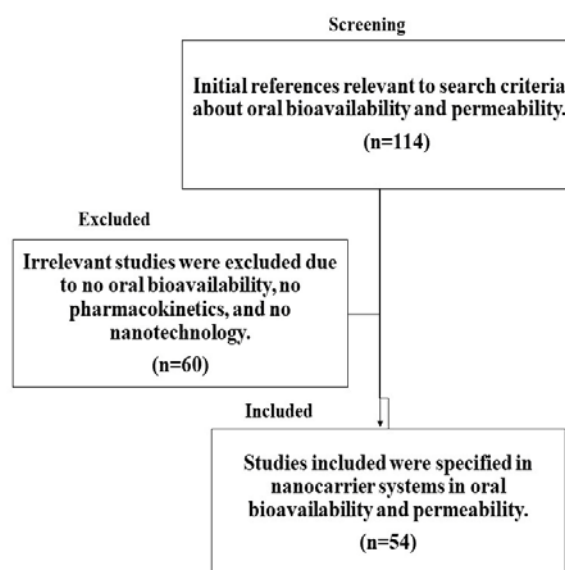 Screening
Initial references relevant to search criteria
about oral bioavailability and permeability.
(n=114)
Excluded
Irrelevant studies were excluded due
to no oral bioavailability, no
pharmacokinetics, and no
nanotechnology.
(n=60)
Included
Studies included were specified in
nanocarrier systems in oral
bioavailability and permeability.
(n=54)